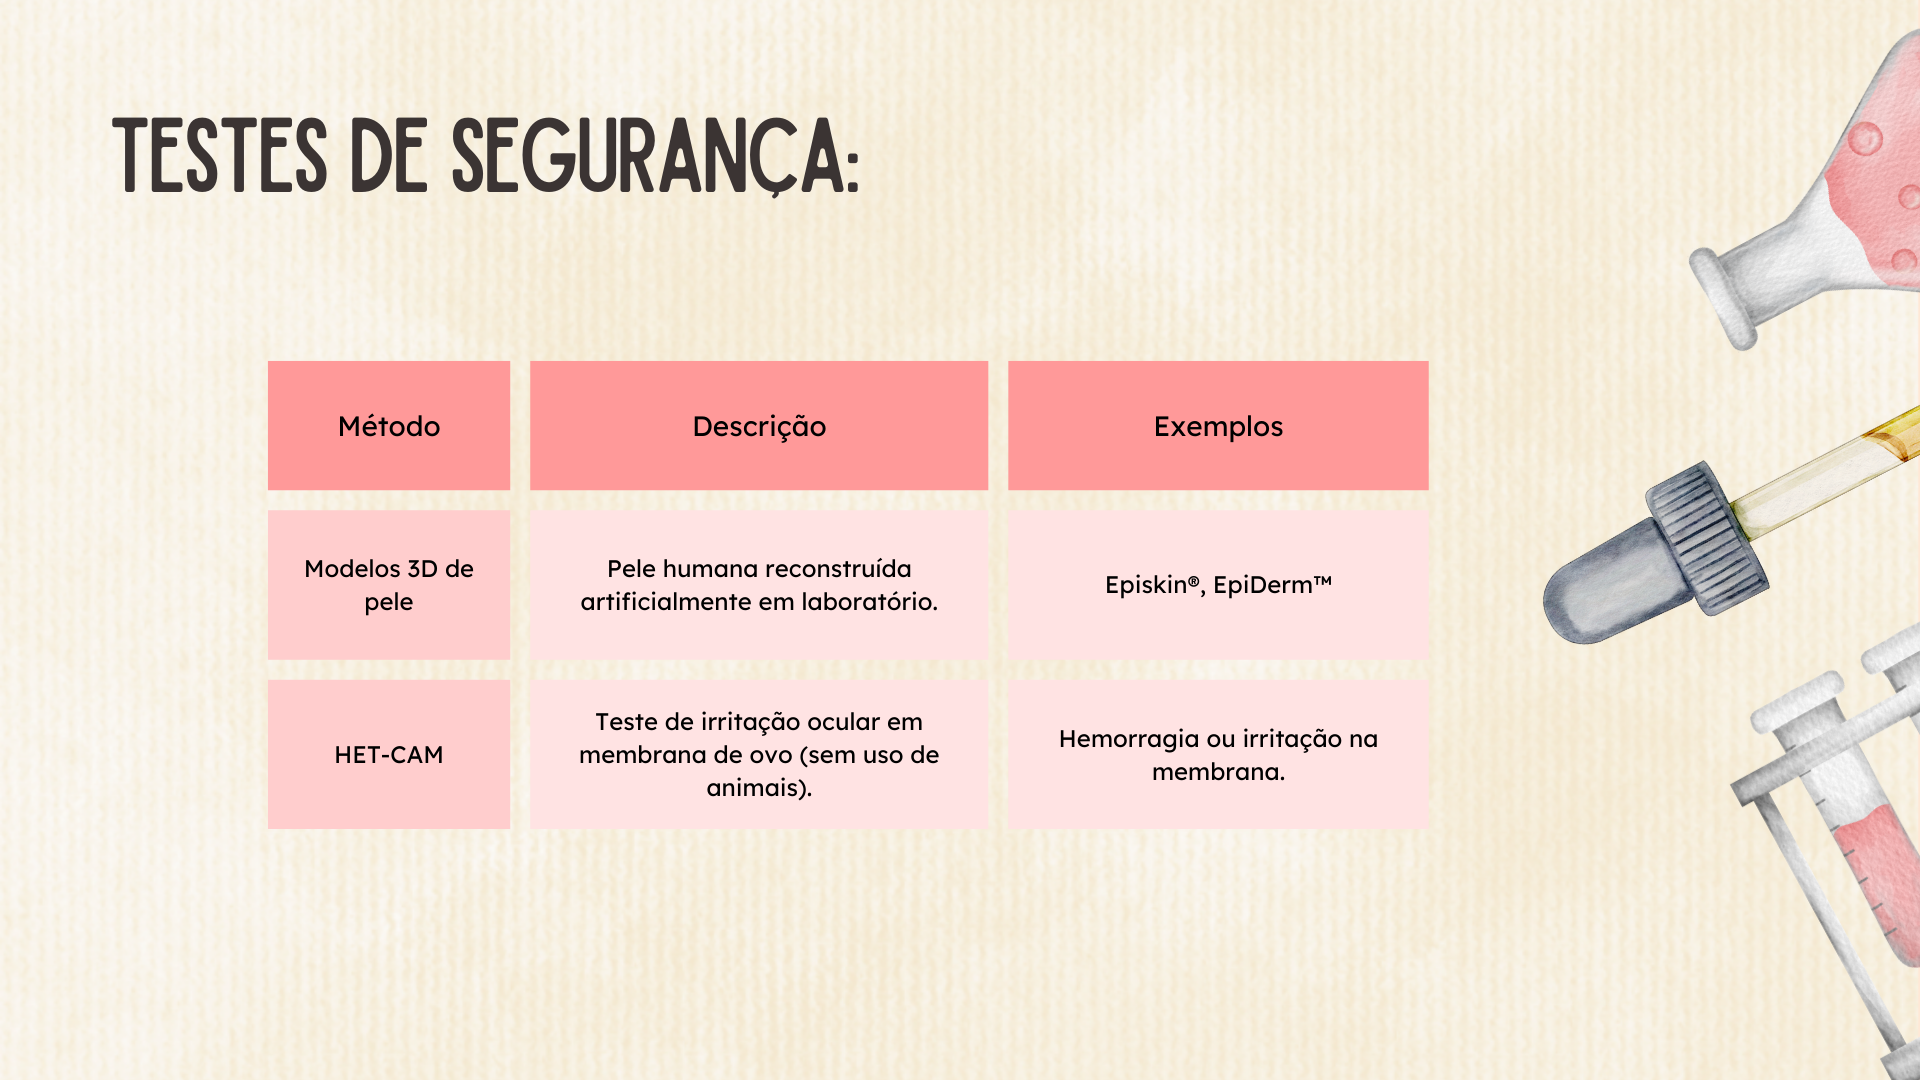 TESTES DE SEGURANÇA:
Método
Descrição
Exemplos
Modelos 3D de
pele
Pele humana reconstruída
artificialmente em laboratório.
Episkin®, EpiDerm™
HET-CAM
Teste de irritação ocular em
membrana de ovo (sem uso de
animais).
Hemorragia ou irritação na
membrana.